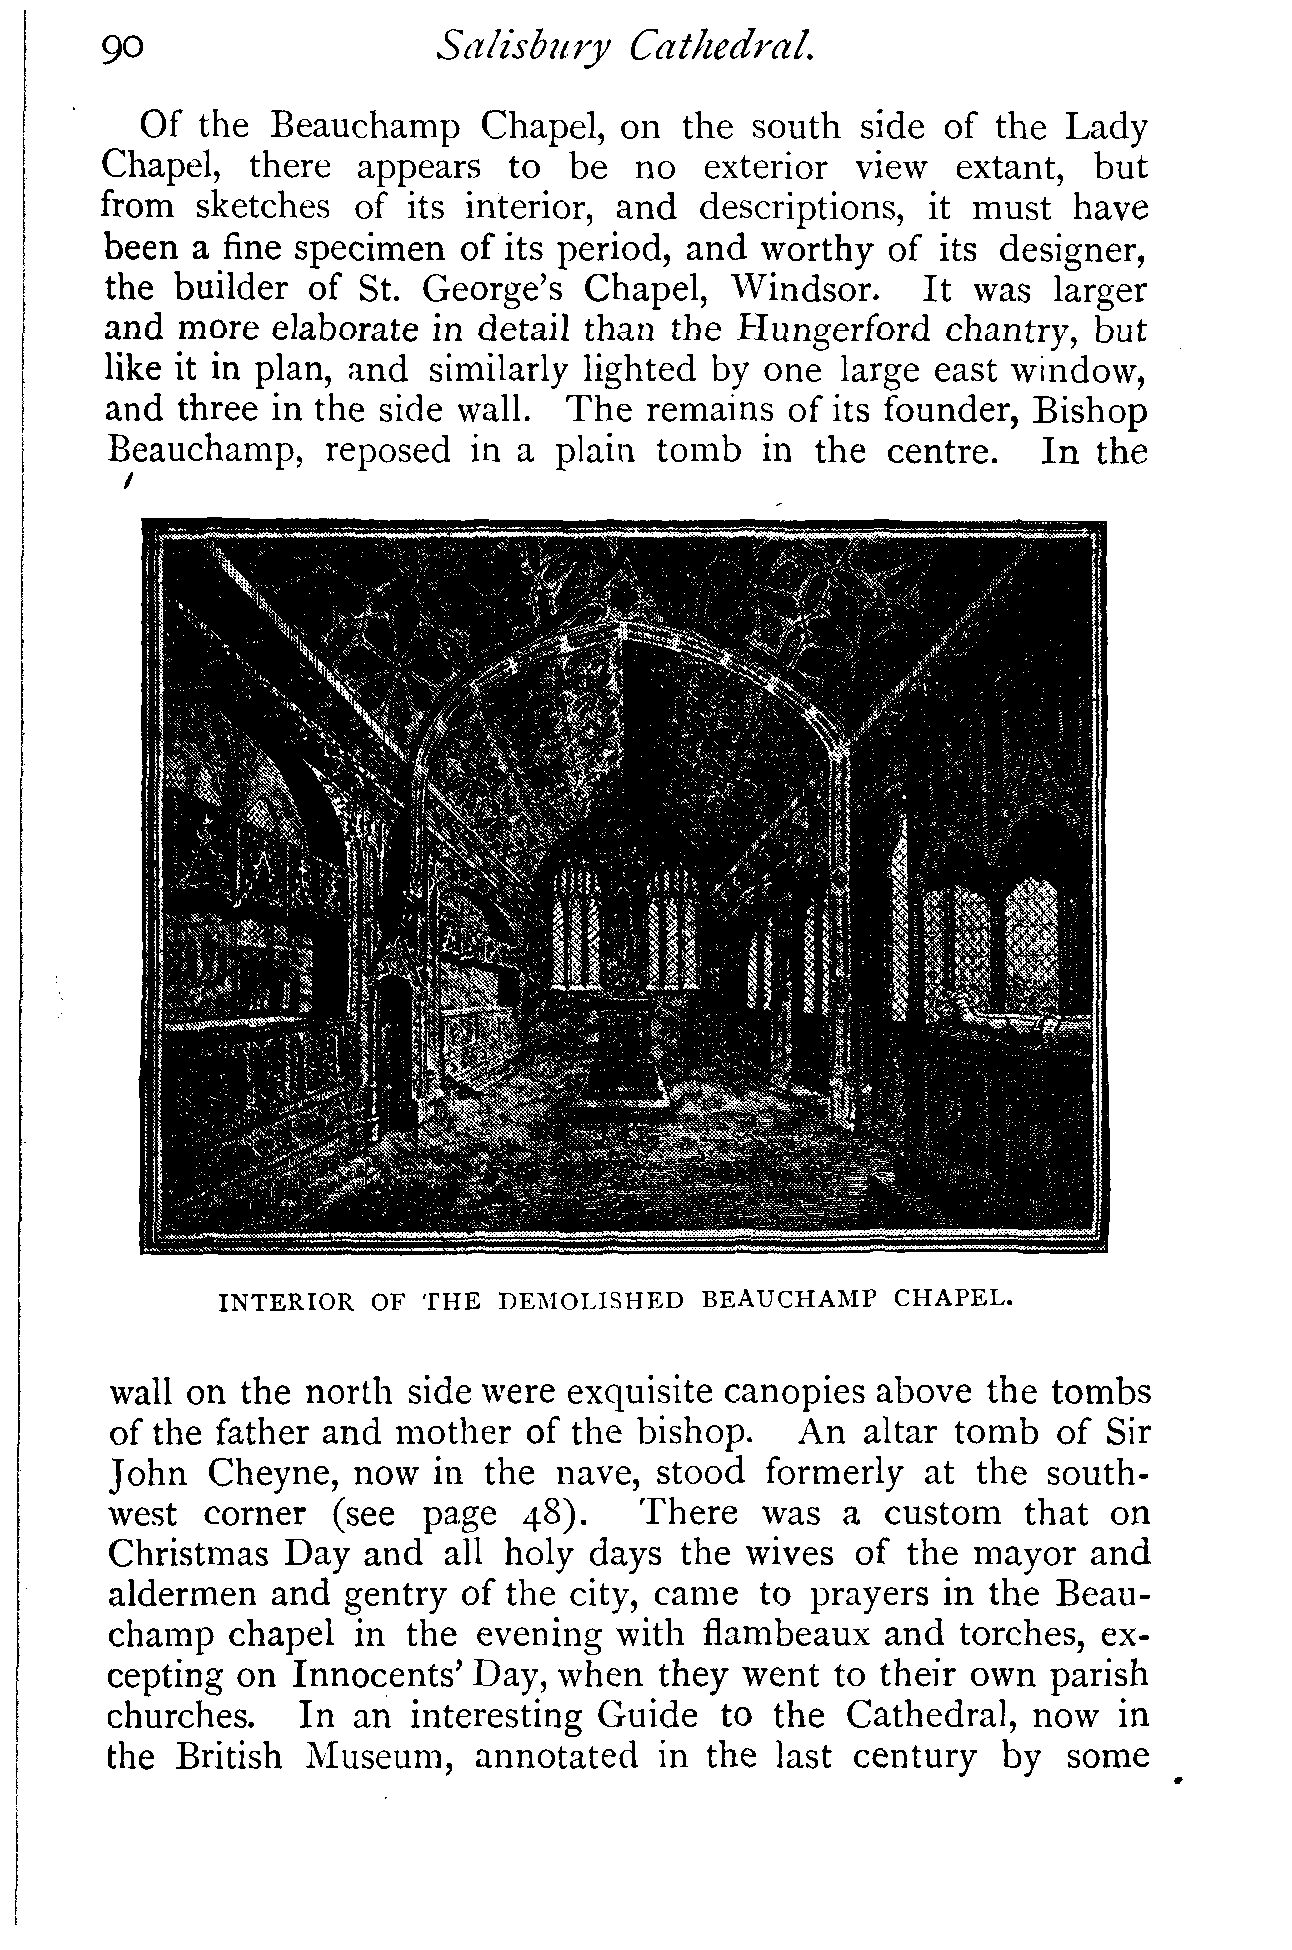 90 Salisbury Cathedral.
Of the Beauchamp Chapel, on the south side of the Lady
Chapel, there appears to be no exterior view extant, but
from sketches of its interior, and descriptions, it must have
been a fine specimen of its period, and worthy of its designer,
the builder of St. George's Chapel, Windsor. It was larger
and more elaborate in detail than the Hungerford chantry, but
like it in plan, and similarly lighted by one large east window,
and three in the side wall. The remains of its founder, Bishop
Beauchamp, reposed in a plain tomb in the centre. In the
INTERIOR OF THE DEMOLISHED BEAUCHAMP CHAPEL.
wall on the north side were exquisite canopies above the tombs
of the father and mother of the bishop. An altar tomb of Sir
John Cheyne, now in the nave, stood formerly at the south-
west corner (see page 48). There was a custom that on
Christmas Day and all holy days the wives of the mayor and
aldermen and gentry of the city, came to prayers in the Beau-
champ chapel in the evening with flambeaux and torches, ex-
cepting on Innocents' Day, when they went to their own parish
churches. In an interesting Guide to the Cathedral, now in
the British Museum, annotated in the last century by some